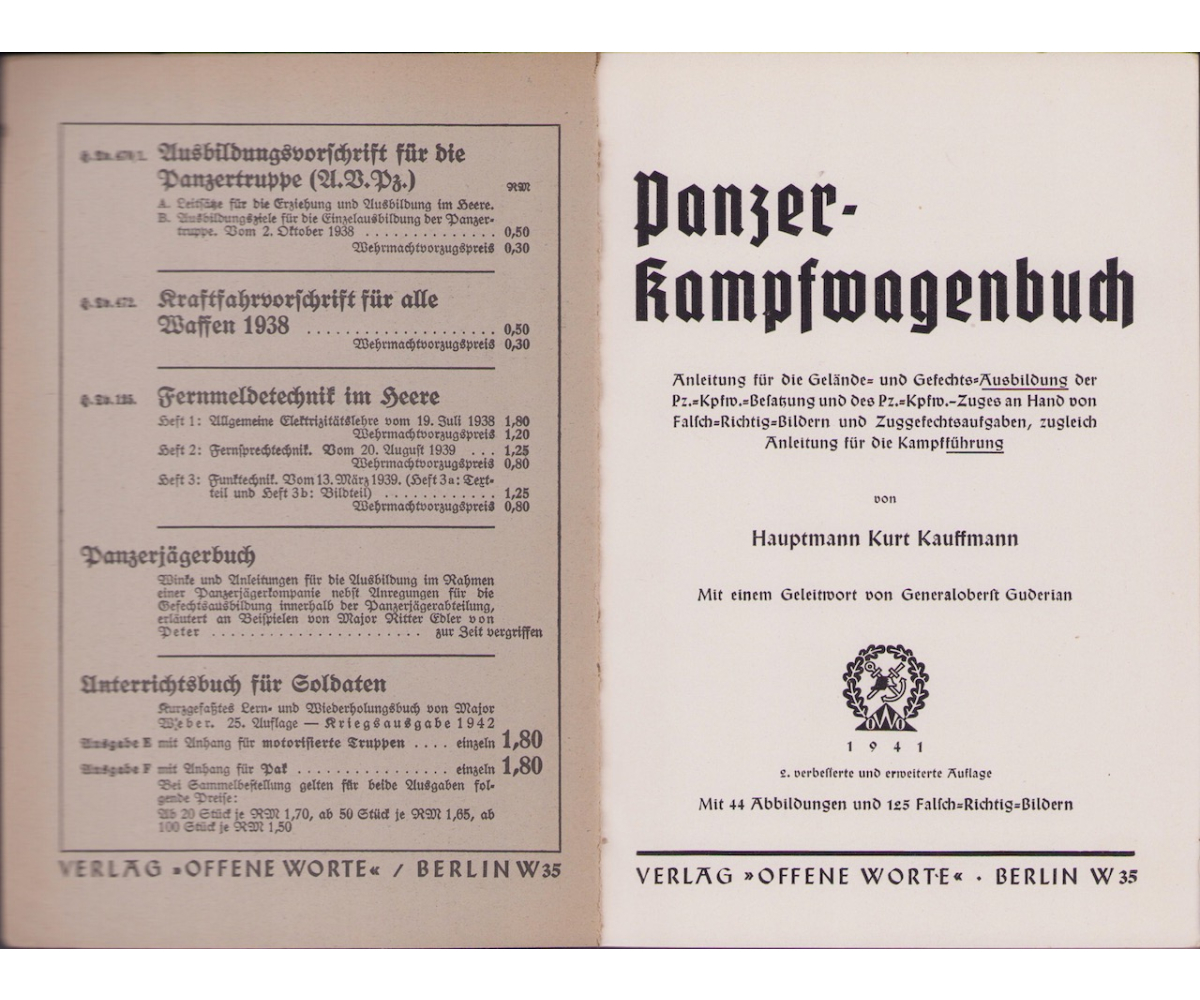 H.Dv. 470/1. Ausbildungsvorschrift für die
Panzertruppe (A.V.Pz.)
RM
A. Leitsätze für die Erziehung und Ausbildung im Heere.
B. Ausbildungsziele für die Einzelausbildung der Panzer-
truppe. Vom 2. Oktober 1938 . . . . . . . . . . . . . . 0,50
Wehrmachtvorzugspreis 0,30
H.Dv. 472. Kraftfahrvorschrift für alle
Waffen 1938 . . . . . . . . . . . . . . . . . . . . 0,50
Wehrmachtvorzugspreis 0,30
H.Dv. 125. Fernmeldetechnik im Heere
Heft 1: Allgemeine Elektrizitätslehre vom 19. Juli 1938 1,80
Wehrmachtvorzugspreis 1,20
Heft 2: Fernsprechtechnik. Vom 20. August 1939 . . . 1,25
Wehrmachtvorzugspreis 0,80
Heft 3: Funktechnik. Vom 13. März 1939. (Heft 3a: Text-
teil und Heft 3b: Bildteil) . . . . . . . . . . . . 1,25
Wehrmachtvorzugspreis 0,80
Panzerjägerbuch
Winke und Anleitungen für die Ausbildung im Rahmen
einer Panzerjägerkompanie nebst Anregungen für die
Gefechtsausbildung innerhalb der Panzerjägerabteilung,
erläutert an Beispielen von Major Ritter Edler von
Peter . . . . . . . . . . . . . . . . . . . . . . zur Zeit vergriffen
Unterrichtsbuch für Soldaten
Kurzgefaßtes Lern- und Wiederholungsbuch von Major
Weber. 25. Auflage — Kriegsausgabe 1942
Ausgabe E mit Anhang für motorisierte Truppen . . . . einzeln 1,80
Ausgabe F mit Anhang für Pak . . . . . . . . . . . . . . . einzeln 1,80
Bei Sammelbestellung gelten für beide Ausgaben fol-
gende Preise:
Ab 20 Stück je RM 1,70, ab 50 Stück je RM 1,65, ab
100 Stück je RM 1,50
VERLAG »OFFENE WORTE« / BERLIN W 35
Panzer-
Kampfwagenbuch
Anleitung für die Gelände- und Gefechts-Ausbildung der
Pz.-Kpfw.-Besatzung und des Pz.-Kpfw.-Zuges an Hand von
Falsch-Richtig-Bildern und Zuggefechtsaufgaben, zugleich
Anleitung für die Kampfführung
von
Hauptmann Kurt Kauffmann
Mit einem Geleitwort von Generaloberst Guderian
OWO
1941
2. verbesserte und erweiterte Auflage
Mit 44 Abbildungen und 125 Falsch-Richtig-Bildern
VERLAG »OFFENE WORTE« · BERLIN W 35